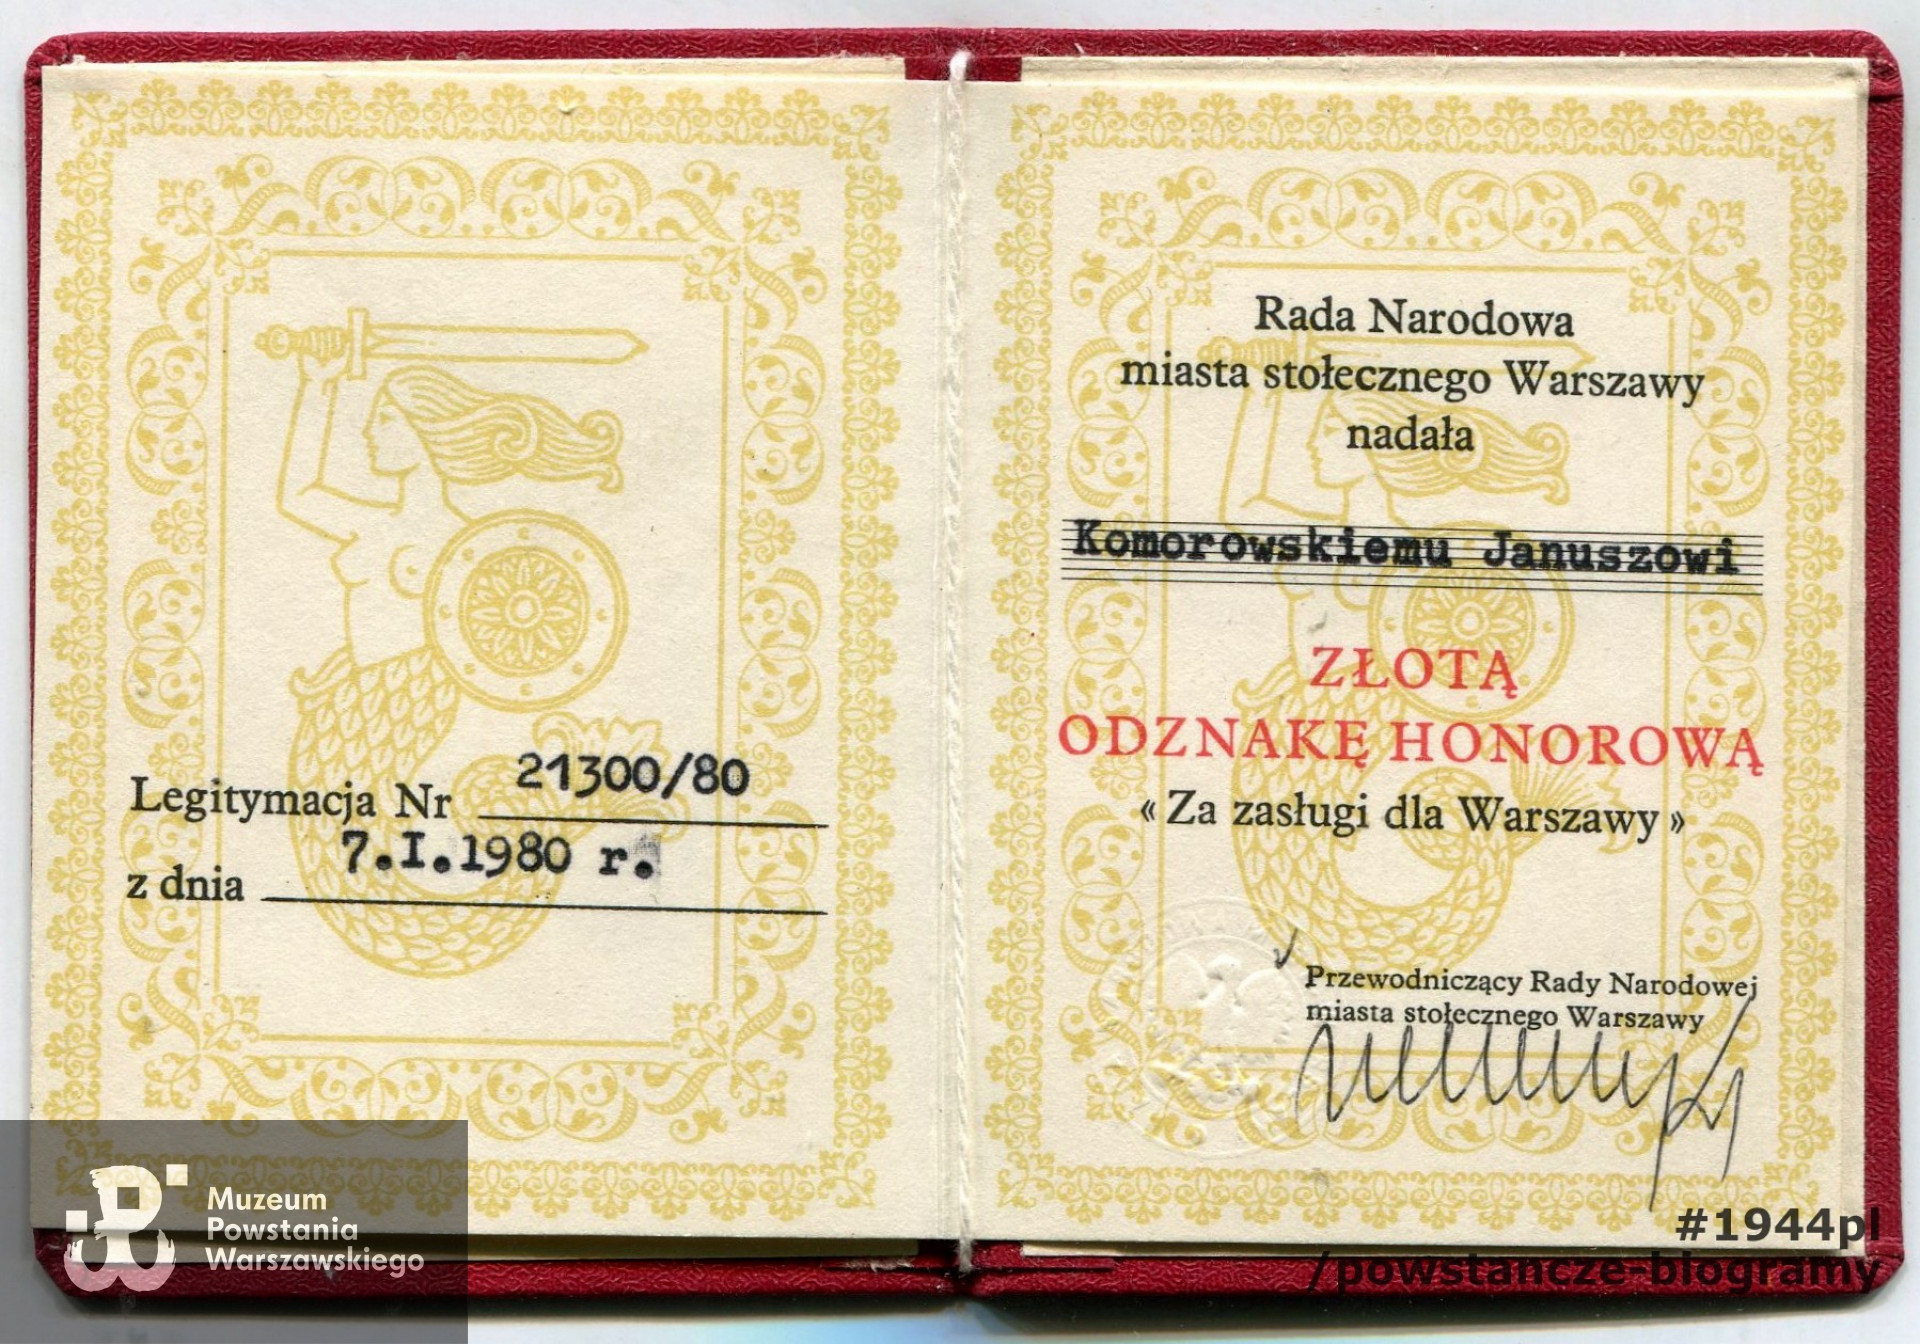 Legitymacja Nr 21300/80
z dnia 7.I.1980 r.
Rada Narodowa
miasta stołecznego Warszawy
nadała
Komorowskiemu Januszowi
ZŁOTĄ
ODZNAKĘ HONOROWĄ
« Za zasługi dla Warszawy »
Przewodniczący Rady Narodowej
miasta stołecznego Warszawy
Muzeum
Powstania
Warszawskiego
#1944pl
/powstancze-biogramy